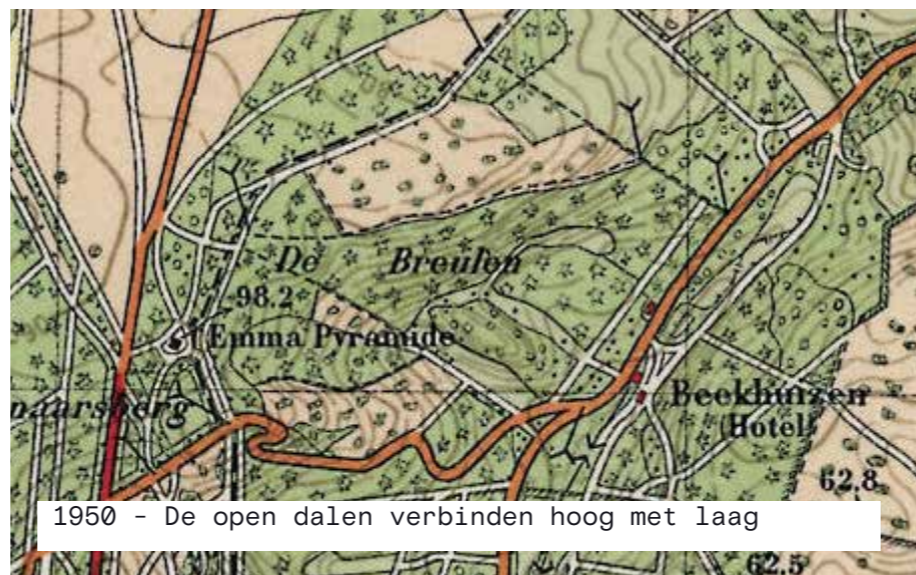 De Breulen
98.2
Emma Pyramide
naarsberg
Beekhuizen
(Hotel)
62.8
1950 - De open dalen verbinden hoog met laag
62.5